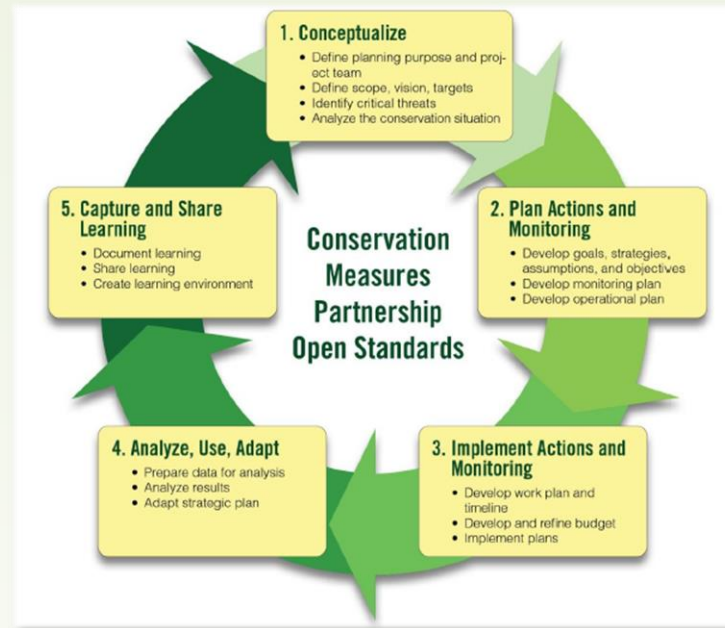 1. Conceptualize
• Define planning purpose and proj-
ect team
• Define scope, vision, targets
• Identify critical threats
• Analyze the conservation situation
2. Plan Actions and
Monitoring
• Develop goals, strategies,
assumptions, and objectives
• Develop monitoring plan
• Develop operational plan
3. Implement Actions and
Monitoring
• Develop work plan and
timeline
• Develop and refine budget
• Implement plans
4. Analyze, Use, Adapt
• Prepare data for analysis
• Analyze results
• Adapt strategic plan
5. Capture and Share
Learning
• Document learning
• Share learning
• Create learning environment
Conservation
Measures
Partnership
Open Standards